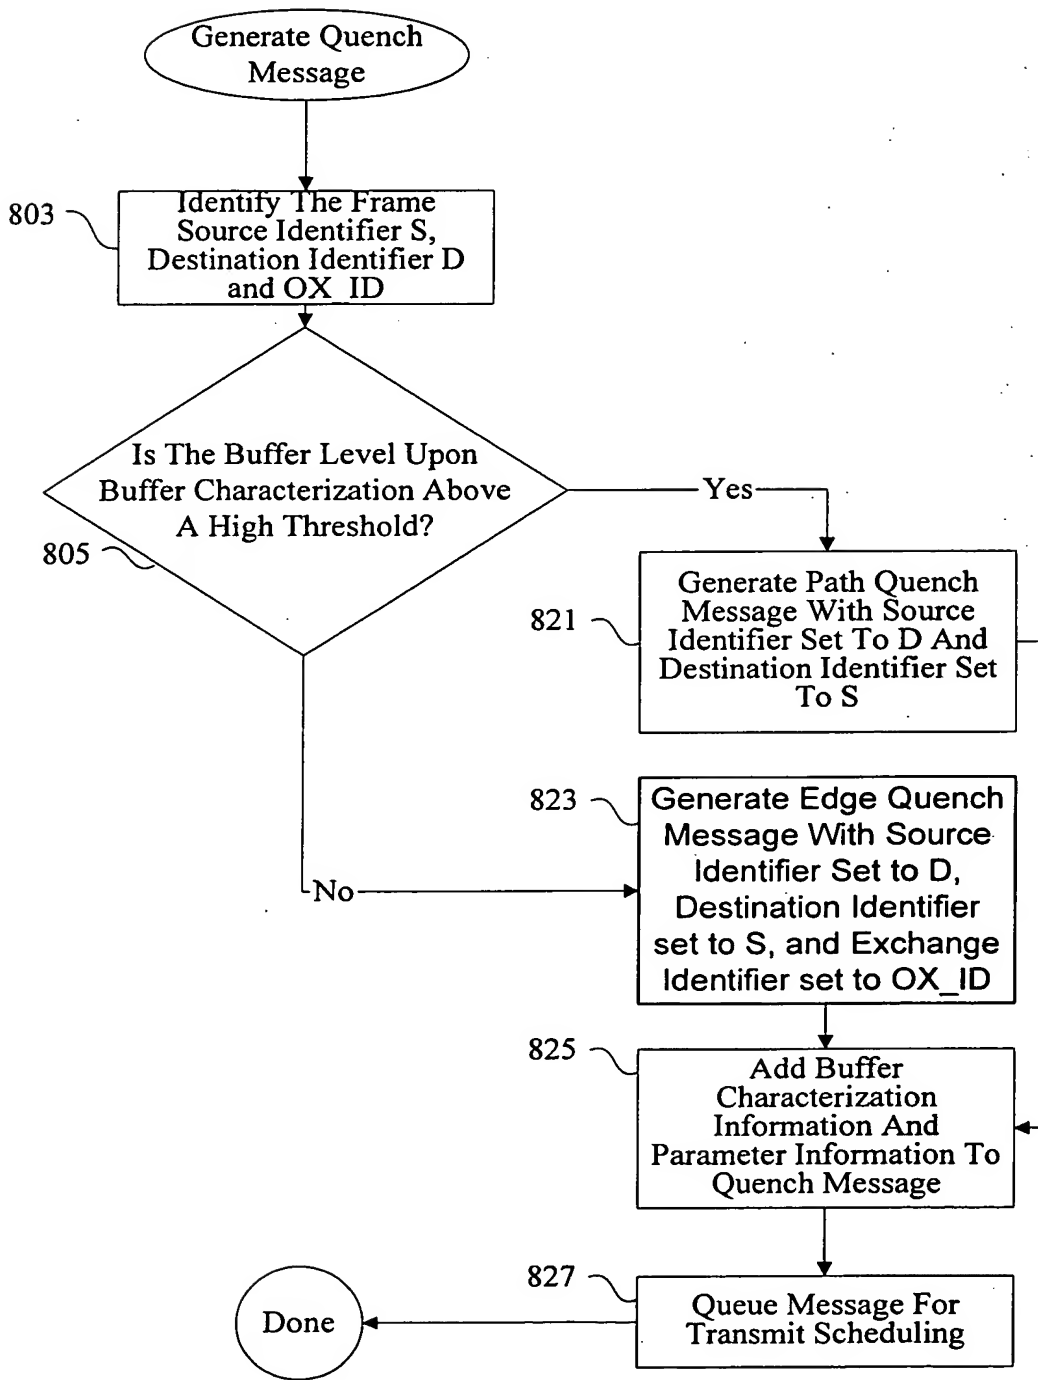 Generate Quench
Message
803
Identify The Frame
Source Identifier S,
Destination Identifier D
and OX_ID
Is The Buffer Level Upon
Buffer Characterization Above
A High Threshold?
805
Yes
821
Generate Path Quench
Message With Source
Identifier Set To D And
Destination Identifier Set
To S
823
Generate Edge Quench
Message With Source
Identifier Set to D,
Destination Identifier
set to S, and Exchange
Identifier set to OX_ID
No
825
Add Buffer
Characterization
Information And
Parameter Information To
Quench Message
827
Queue Message For
Transmit Scheduling
Done